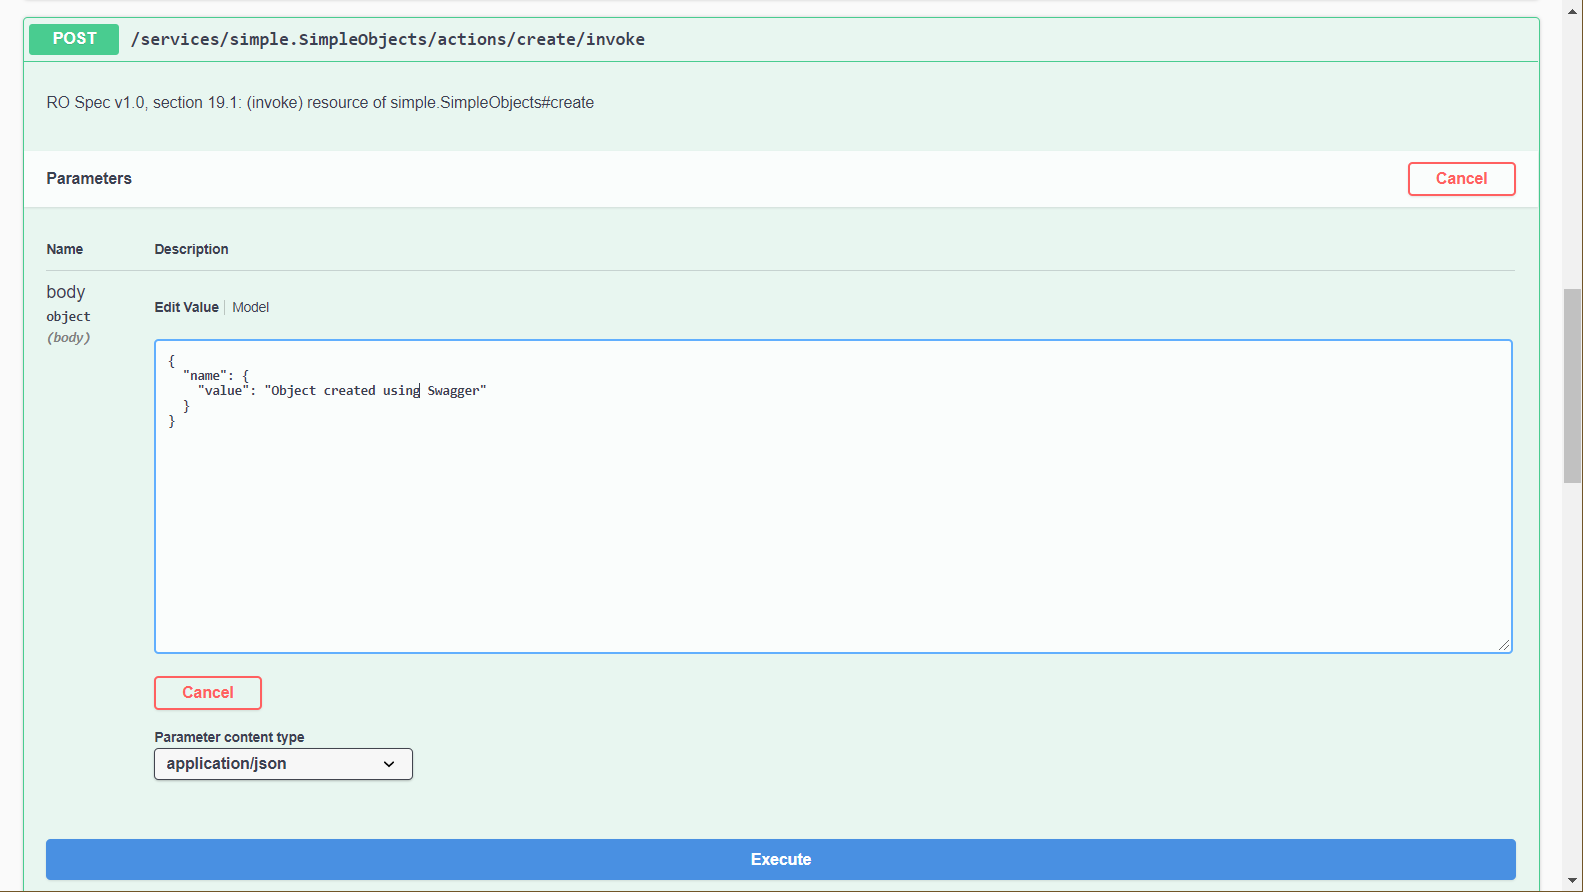 POST /services/simple.SimpleObjects/actions/create/invoke
RO Spec v1.0, section 19.1: (invoke) resource of simple.SimpleObjects#create
Parameters Cancel
Name Description
body
object
(body)
Edit Value Model
{
  "name": {
    "value": "Object created using Swagger"
  }
}
Cancel
Parameter content type
application/json
Execute